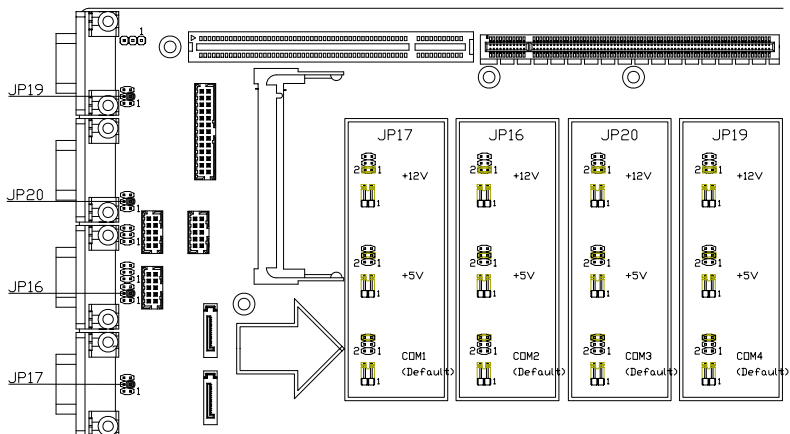 1
JP19
1
JP20
1
1
JP16
1
1
JP17
1
JP17
2 1 +12V
1
2 1 +5V
1
2 1 COM1
(Default)
1
JP16
2 1 +12V
1
2 1 +5V
1
2 1 COM2
(Default)
1
JP20
2 1 +12V
1
2 1 +5V
1
2 1 COM3
(Default)
1
JP19
2 1 +12V
1
2 1 +5V
1
2 1 COM4
(Default)
1